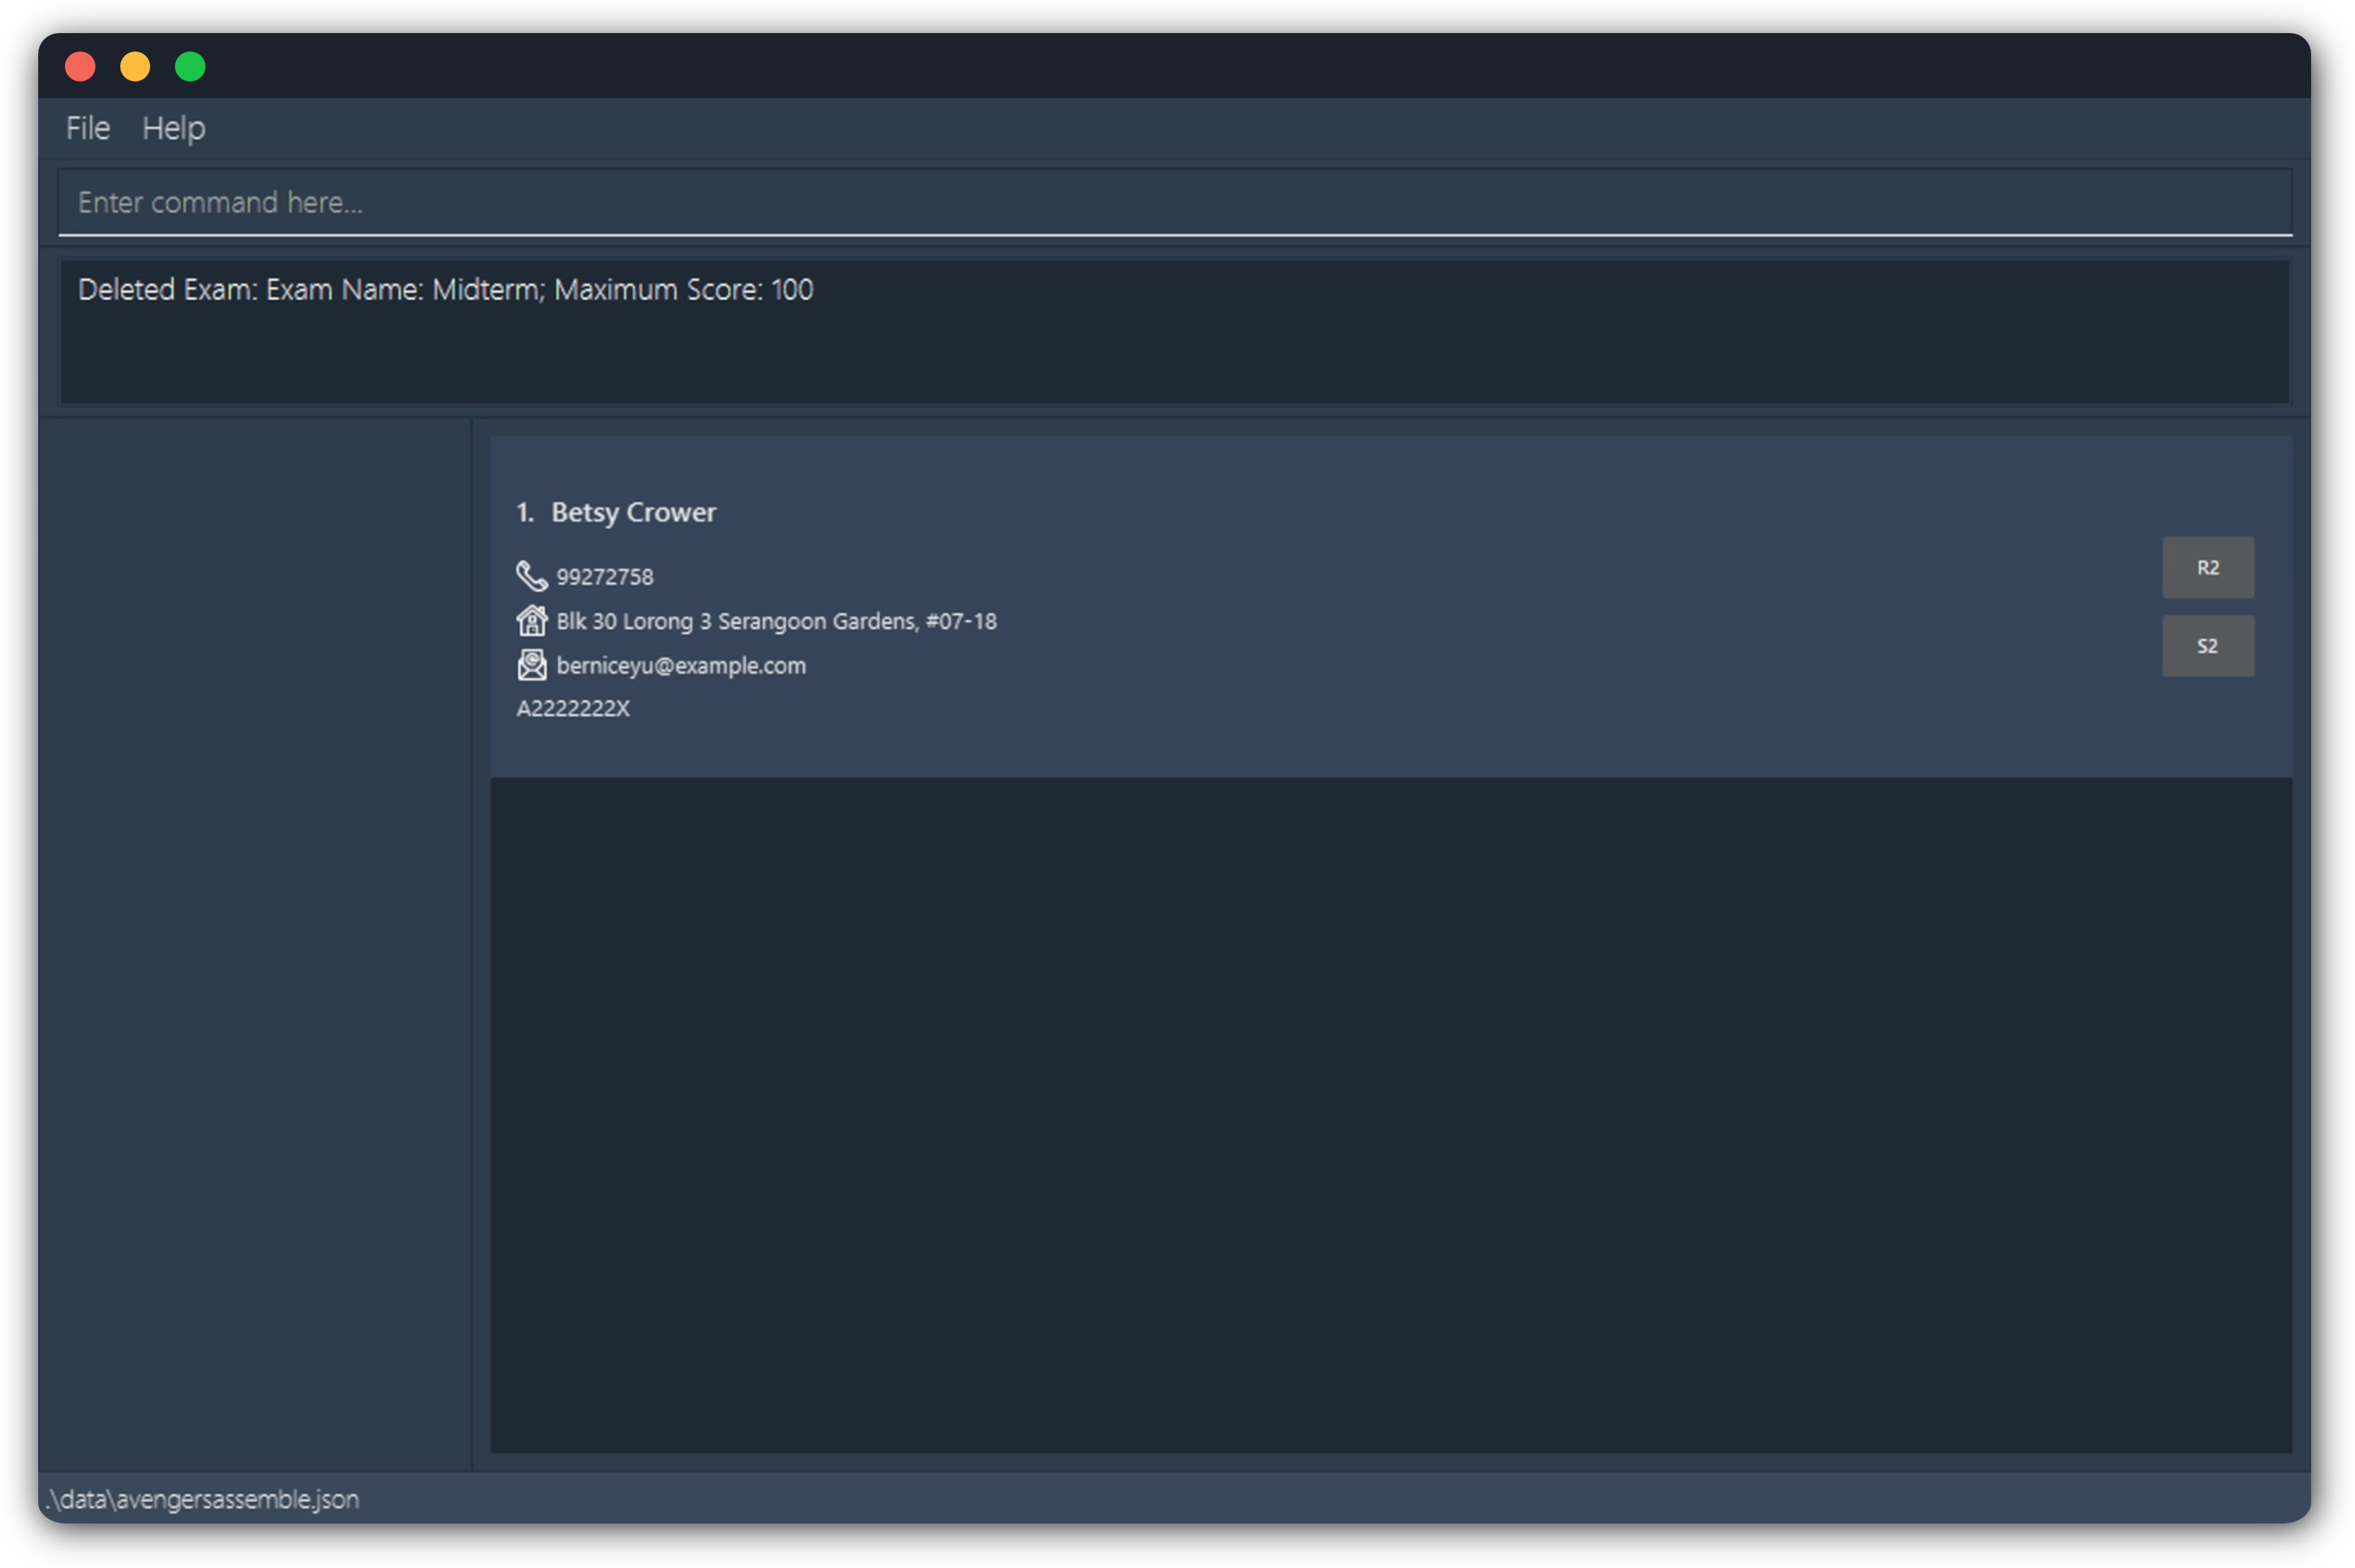 File Help
Enter command here...
Deleted Exam: Exam Name: Midterm; Maximum Score: 100
1. Betsy Crower
99272758
Blk 30 Lorong 3 Serangoon Gardens, #07-18
berniceyu@example.com
A2222222X
R2
S2
.\data\avengersassemble.json